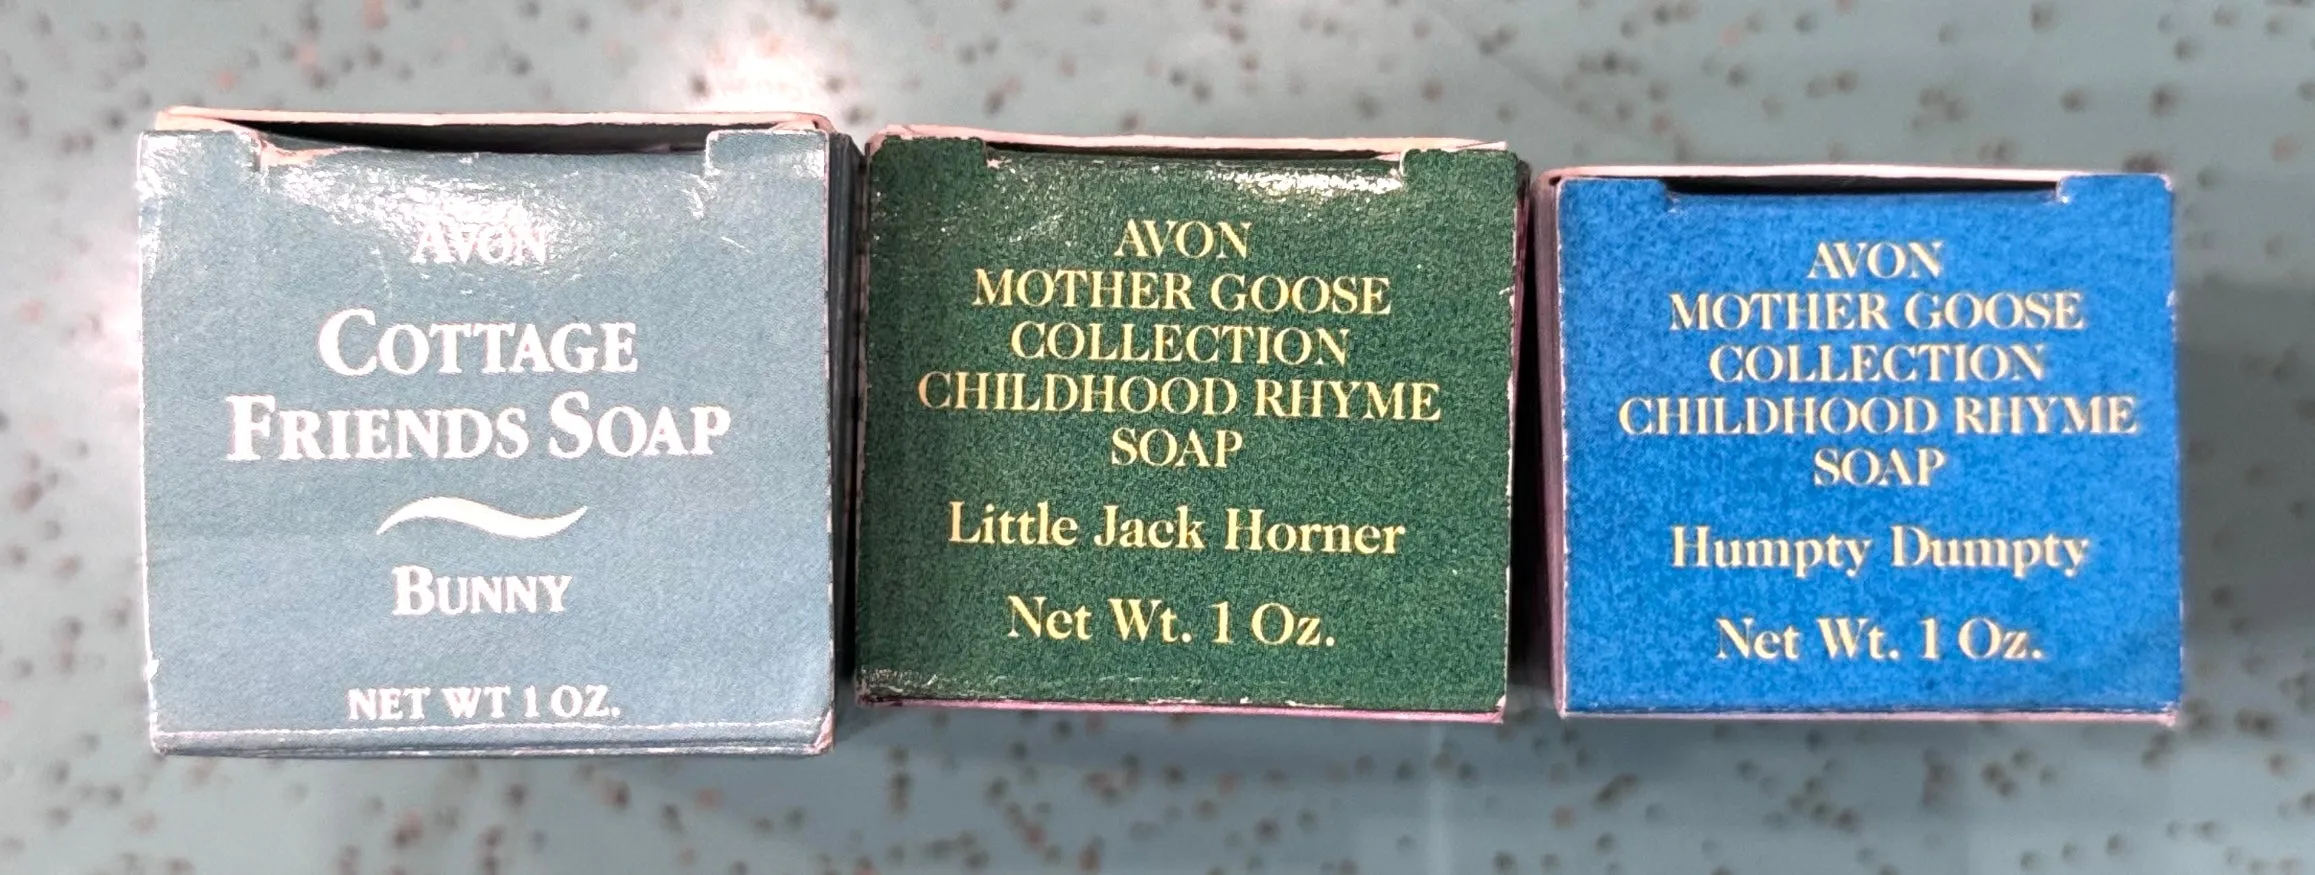 AVON
COTTAGE
FRIENDS SOAP
BUNNY
NET WT 1 OZ.
AVON
MOTHER GOOSE
COLLECTION
CHILDHOOD RHYME
SOAP
Little Jack Horner
Net Wt. 1 Oz.
AVON
MOTHER GOOSE
COLLECTION
CHILDHOOD RHYME
SOAP
Humpty Dumpty
Net Wt. 1 Oz.